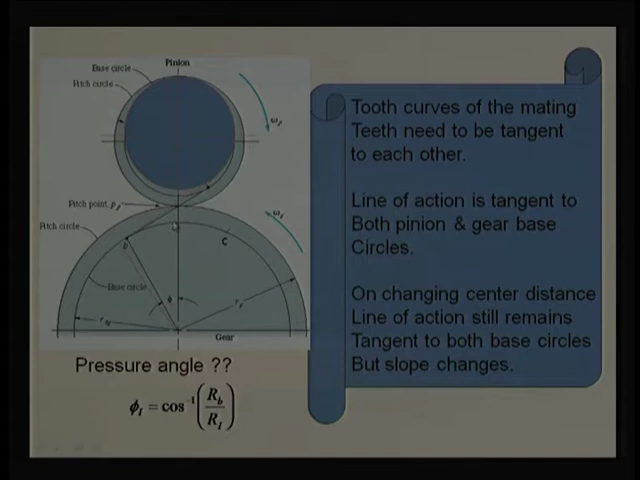 Pinion
Base circle
Pitch circle
Pitch point, p
Pitch circle
b
C
Base circle
ϕ
Gear
Pressure angle ??
ϕ_I = cos⁻¹(R_b/R_I)
Tooth curves of the mating
Teeth need to be tangent
to each other.
Line of action is tangent to
Both pinion & gear base
Circles.
On changing center distance
Line of action still remains
Tangent to both base circles
But slope changes.